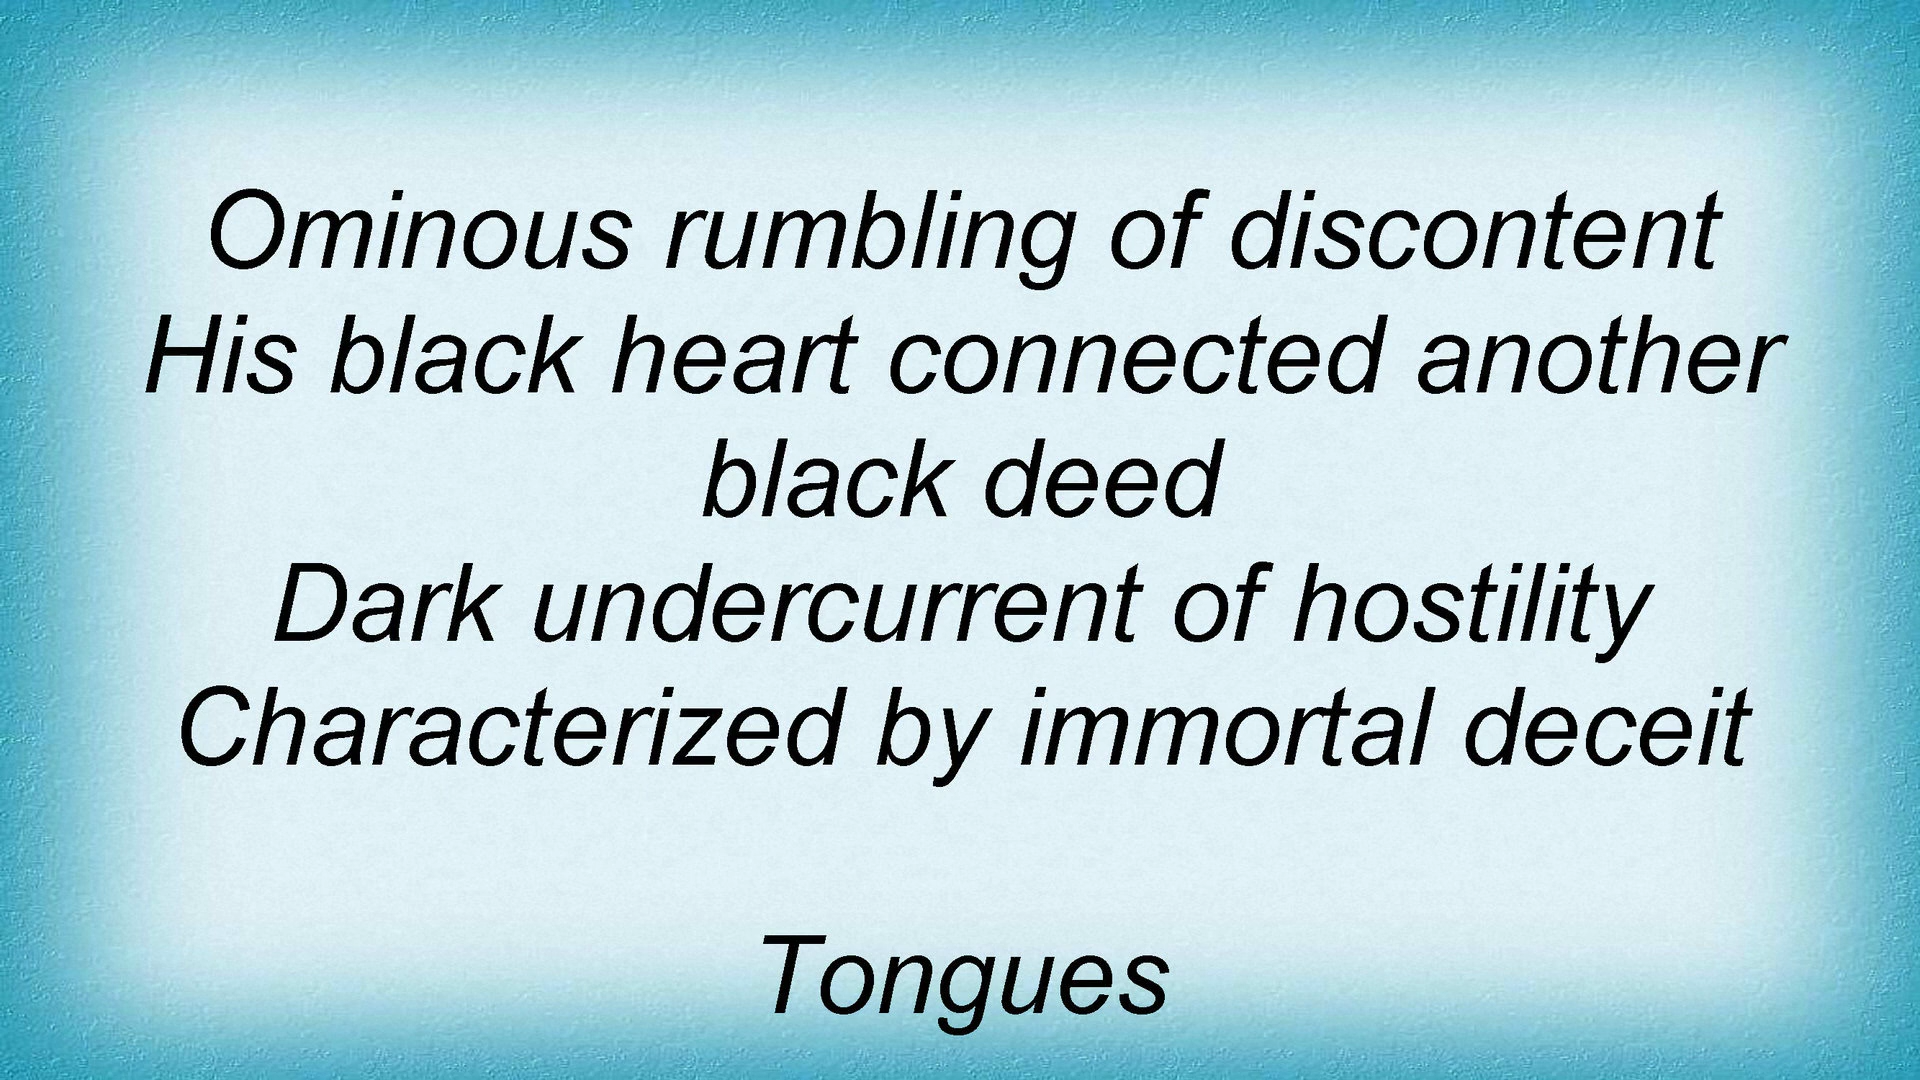 Ominous rumbling of discontent
His black heart connected another
black deed
Dark undercurrent of hostility
Characterized by immortal deceit
Tongues